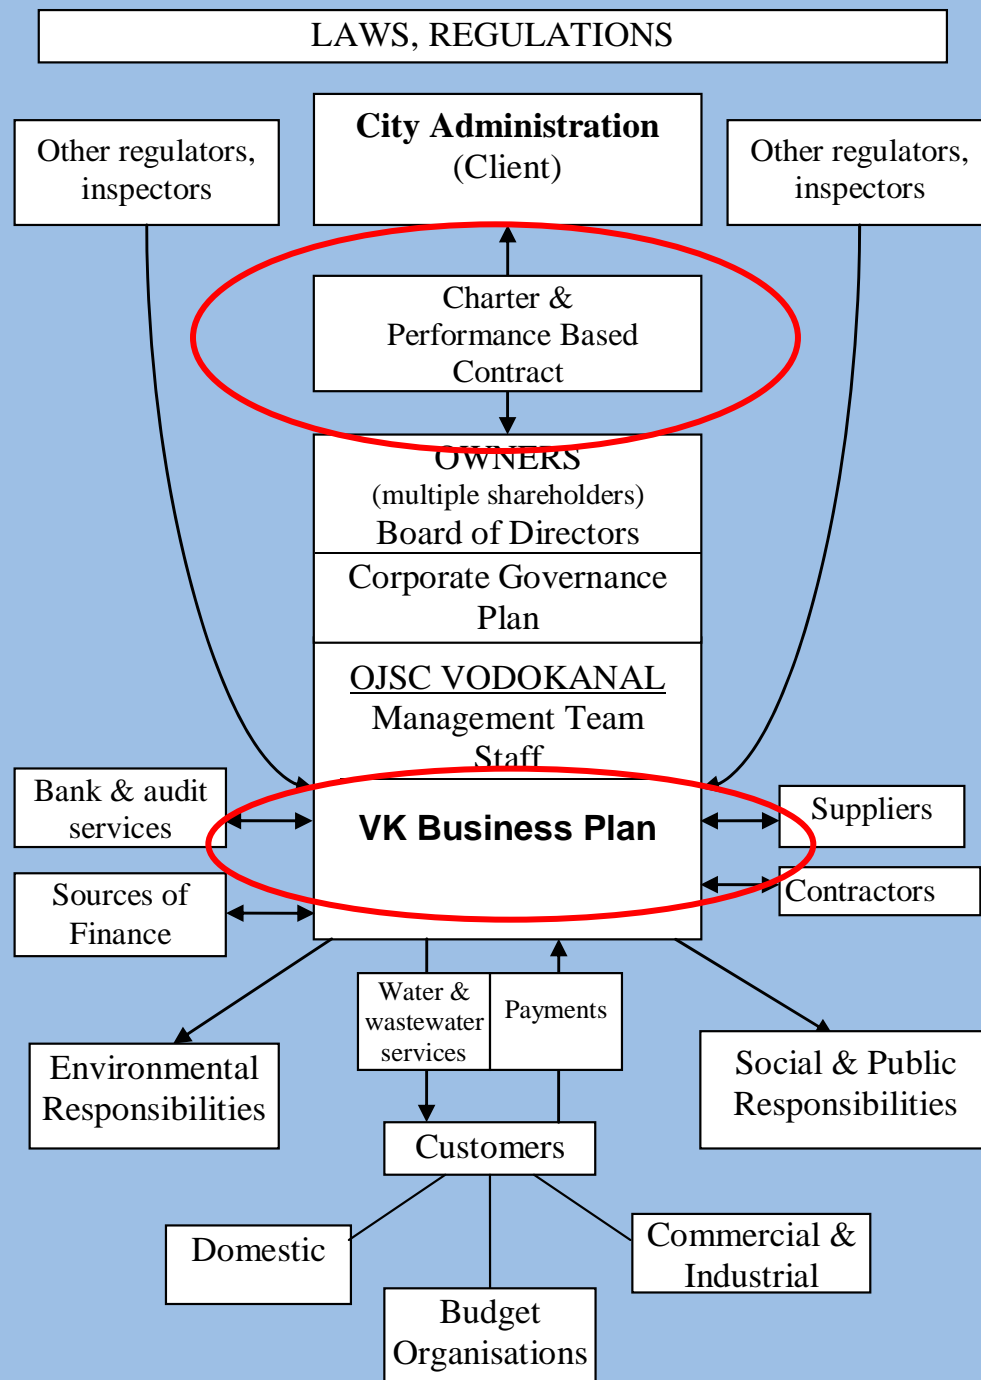 LAWS, REGULATIONS
City Administration
(Client)
Other regulators,
inspectors
Other regulators,
inspectors
Charter &
Performance Based
Contract
OWNERS
(multiple shareholders)
Board of Directors
Corporate Governance
Plan
OJSC VODOKANAL
Management Team
Staff
Bank & audit
services
VK Business Plan
Suppliers
Sources of
Finance
Contractors
Water &
wastewater
services
Payments
Environmental
Responsibilities
Social & Public
Responsibilities
Customers
Domestic
Commercial &
Industrial
Budget
Organisations